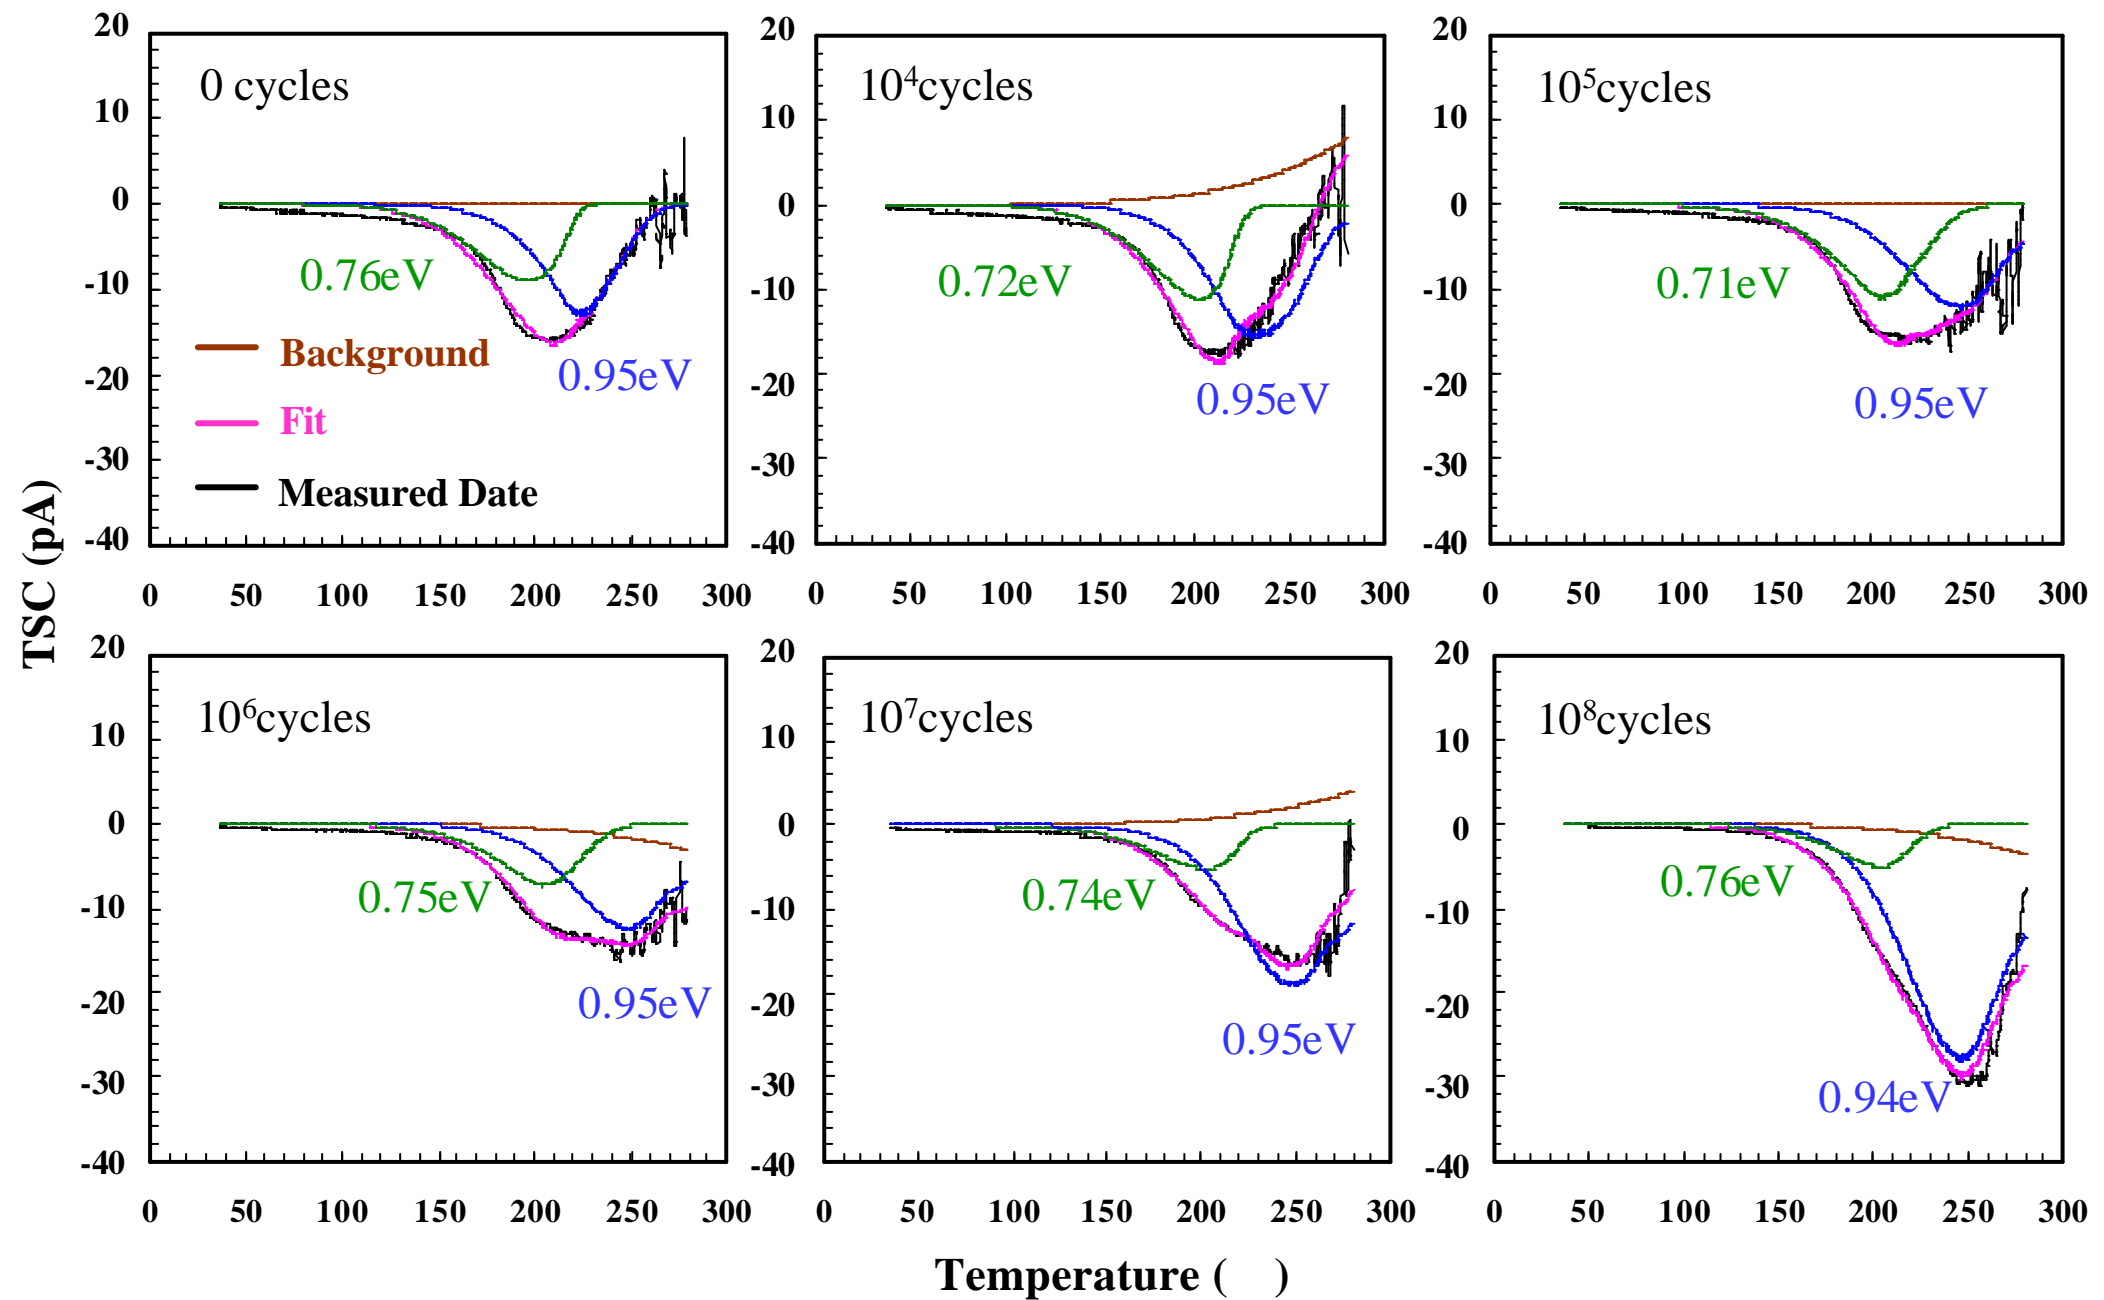 TSC (pA)
20
10
0
-10
-20
-30
-40
0 cycles
0.76eV
0.95eV
Background
Fit
Measured Date
0 50 100 150 200 250 300
20
10
0
-10
-20
-30
-40
10⁴cycles
0.72eV
0.95eV
0 50 100 150 200 250 300
20
10
0
-10
-20
-30
-40
10⁵cycles
0.71eV
0.95eV
0 50 100 150 200 250 300
20
10
0
-10
-20
-30
-40
10⁶cycles
0.75eV
0.95eV
0 50 100 150 200 250 300
20
10
0
-10
-20
-30
-40
10⁷cycles
0.74eV
0.95eV
0 50 100 150 200 250 300
20
10
0
-10
-20
-30
-40
10⁸cycles
0.76eV
0.94eV
0 50 100 150 200 250 300
Temperature ( )